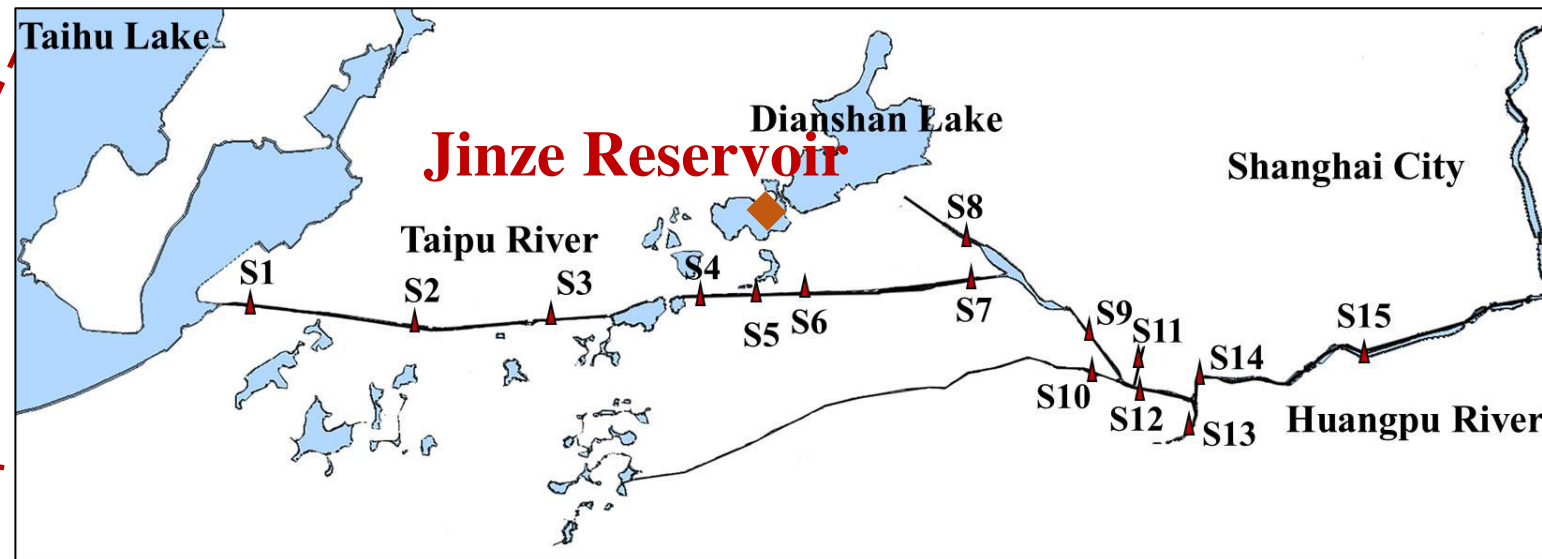 Taihu Lake
Dianshan Lake
Jinze Reservoir
Shanghai City
Taipu River
S8
S1
S2
S3
S4
S5
S6
S7
S9
S11
S15
S14
S10
S12
S13
Huangpu River